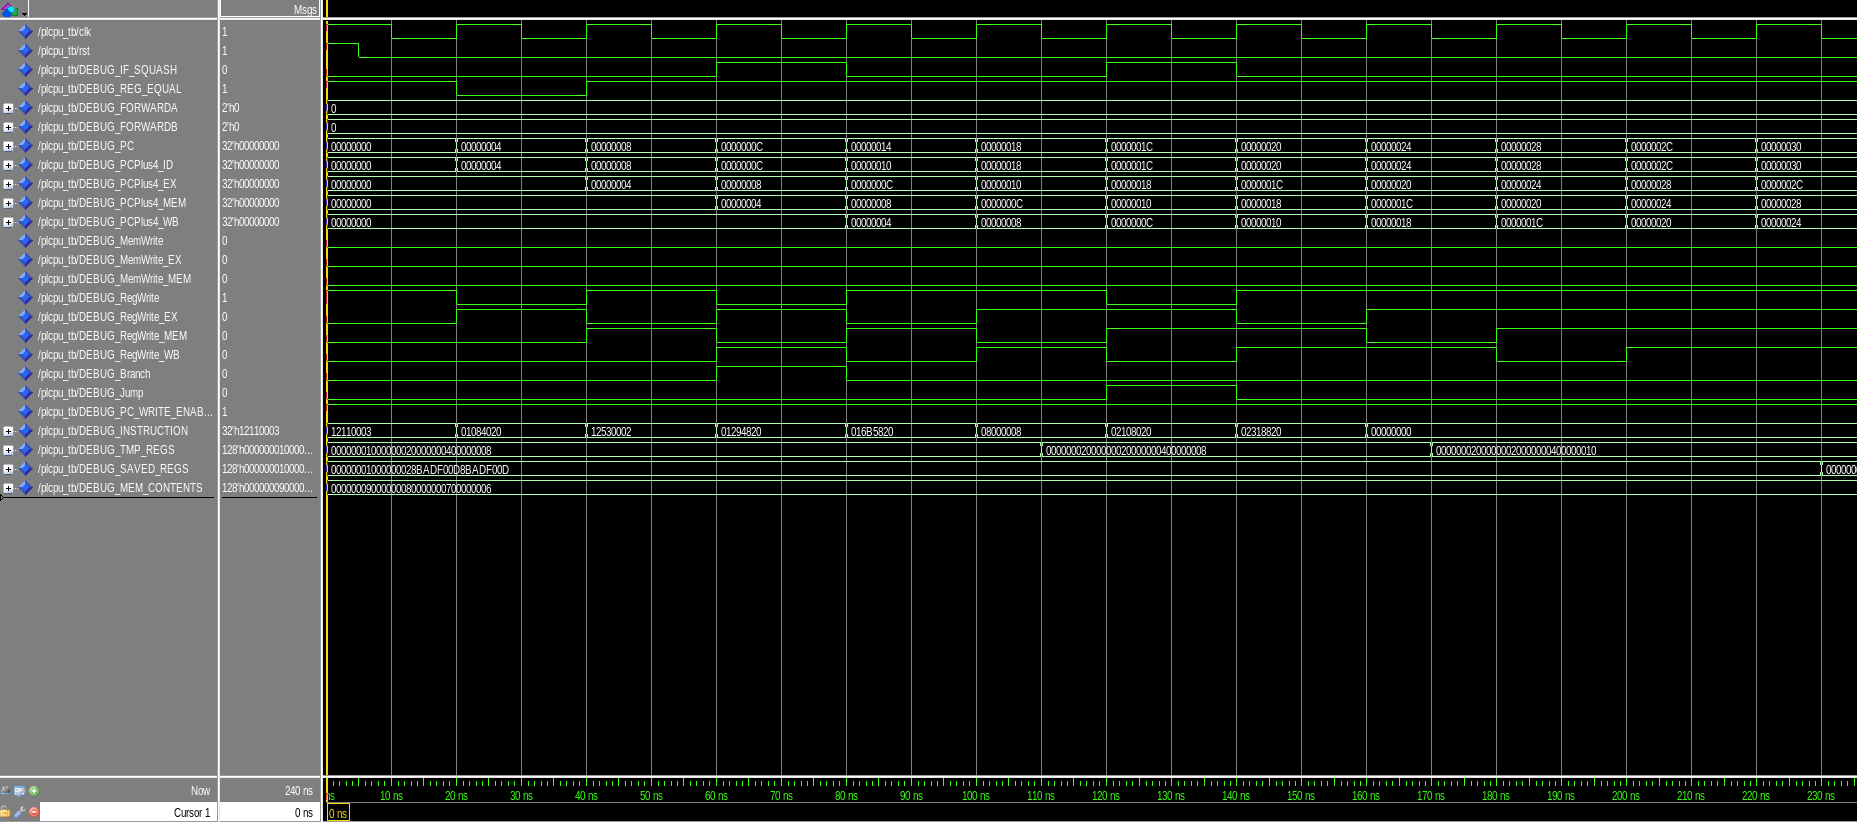 Msgs
/plcpu_tb/clk 1
/plcpu_tb/rst 1
/plcpu_tb/DEBUG_IF_SQUASH 0
/plcpu_tb/DEBUG_REG_EQUAL 1
/plcpu_tb/DEBUG_FORWARDA 2'h0 0
/plcpu_tb/DEBUG_FORWARDB 2'h0 0
/plcpu_tb/DEBUG_PC 32'h00000000 00000000 00000004 00000008 0000000C 00000014 00000018 0000001C 00000020 00000024 00000028 0000002C 00000030
/plcpu_tb/DEBUG_PCPlus4_ID 32'h00000000 00000000 00000004 00000008 0000000C 00000010 00000018 0000001C 00000020 00000024 00000028 0000002C 00000030
/plcpu_tb/DEBUG_PCPlus4_EX 32'h00000000 00000000 00000004 00000008 0000000C 00000010 00000018 0000001C 00000020 00000024 00000028 0000002C
/plcpu_tb/DEBUG_PCPlus4_MEM 32'h00000000 00000000 00000004 00000008 0000000C 00000010 00000018 0000001C 00000020 00000024 00000028
/plcpu_tb/DEBUG_PCPlus4_WB 32'h00000000 00000000 00000004 00000008 0000000C 00000010 00000018 0000001C 00000020 00000024
/plcpu_tb/DEBUG_MemWrite 0
/plcpu_tb/DEBUG_MemWrite_EX 0
/plcpu_tb/DEBUG_MemWrite_MEM 0
/plcpu_tb/DEBUG_RegWrite 1
/plcpu_tb/DEBUG_RegWrite_EX 0
/plcpu_tb/DEBUG_RegWrite_MEM 0
/plcpu_tb/DEBUG_RegWrite_WB 0
/plcpu_tb/DEBUG_Branch 0
/plcpu_tb/DEBUG_Jump 0
/plcpu_tb/DEBUG_PC_WRITE_ENAB... 1
/plcpu_tb/DEBUG_INSTRUCTION 32'h12110003 12110003 01084020 12530002 01294820 016B5820 08000008 02108020 02318820 00000000
/plcpu_tb/DEBUG_TMP_REGS 128'h000000010000... 00000001000000020000000400000008 00000002000000020000000400000008 00000002000000020000000400000010
/plcpu_tb/DEBUG_SAVED_REGS 128'h000000010000... 00000001000000028BADF00D8BADF00D 000000
/plcpu_tb/DEBUG_MEM_CONTENTS 128'h000000090000... 00000009000000080000000700000006
Now 240 ns ns 10 ns 20 ns 30 ns 40 ns 50 ns 60 ns 70 ns 80 ns 90 ns 100 ns 110 ns 120 ns 130 ns 140 ns 150 ns 160 ns 170 ns 180 ns 190 ns 200 ns 210 ns 220 ns 230 ns
Cursor 1 0 ns 0 ns